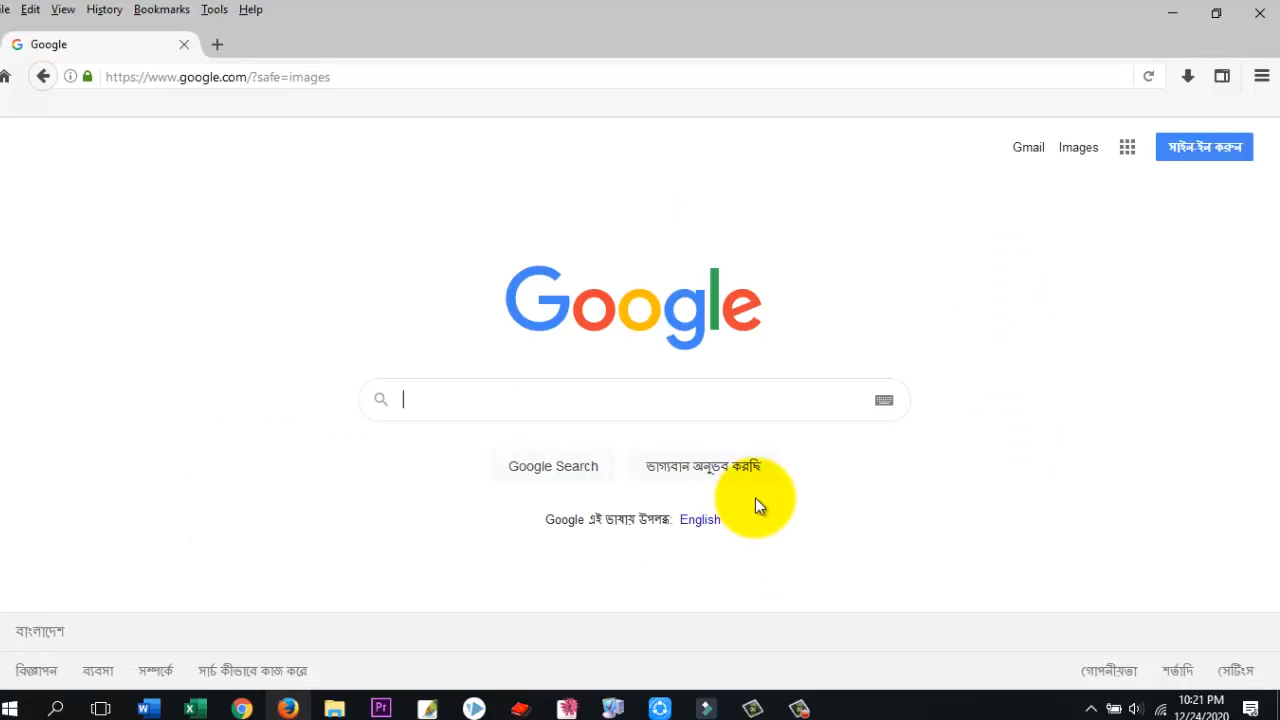 Edit View History Bookmarks Tools Help
Google
https://www.google.com/?safe=images
Gmail Images সাইন-ইন করুন
Google
Google Search ভাগ্যবান অনুভব করছি
Google এই ভাষায় উপলব্ধ: English
বাংলাদেশ
বিজ্ঞাপন ব্যবসা সম্পর্কে সার্চ কীভাবে কাজ করে গোপনীয়তা শর্তাদি সেটিংস
Pr
10:21 PM
12/24/2020